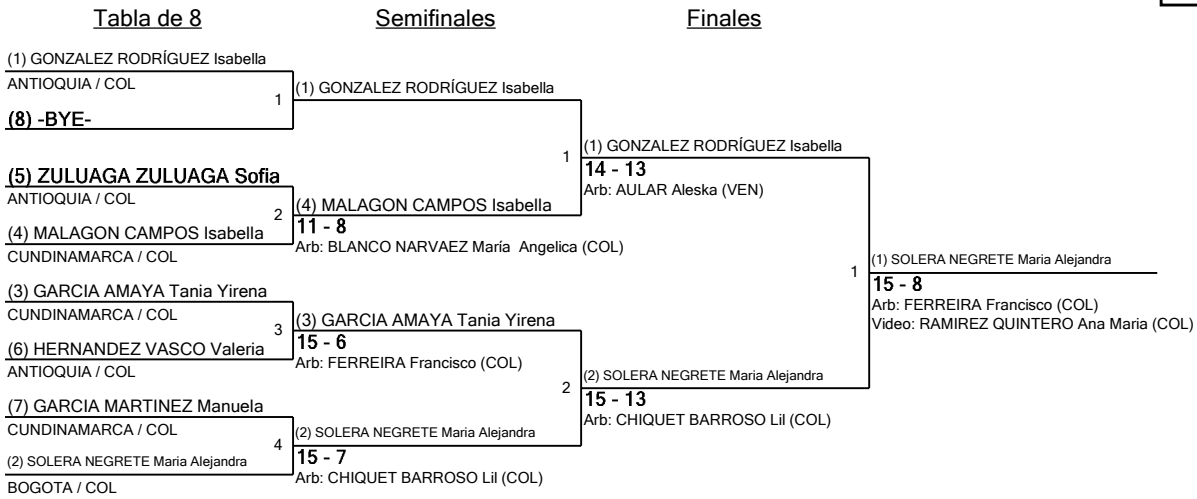 Tabla de 8
Semifinales
Finales
(1) GONZALEZ RODRÍGUEZ Isabella
ANTIOQUIA / COL
1
(8) -BYE-
(5) ZULUAGA ZULUAGA Sofia
ANTIOQUIA / COL
2
(4) MALAGON CAMPOS Isabella
CUNDINAMARCA / COL
(3) GARCIA AMAYA Tania Yirena
CUNDINAMARCA / COL
3
(6) HERNANDEZ VASCO Valeria
ANTIOQUIA / COL
(7) GARCIA MARTINEZ Manuela
CUNDINAMARCA / COL
4
(2) SOLERA NEGRETE Maria Alejandra
BOGOTA / COL
(1) GONZALEZ RODRÍGUEZ Isabella
1
(4) MALAGON CAMPOS Isabella
11 - 8
Arb: BLANCO NARVAEZ María  Angelica (COL)
(3) GARCIA AMAYA Tania Yirena
15 - 6
Arb: FERREIRA Francisco (COL)
2
(2) SOLERA NEGRETE Maria Alejandra
15 - 7
Arb: CHIQUET BARROSO Lil (COL)
(1) GONZALEZ RODRÍGUEZ Isabella
14 - 13
Arb: AULAR Aleska (VEN)
1
(2) SOLERA NEGRETE Maria Alejandra
15 - 13
Arb: CHIQUET BARROSO Lil (COL)
(1) SOLERA NEGRETE Maria Alejandra
15 - 8
Arb: FERREIRA Francisco (COL)
Video: RAMIREZ QUINTERO Ana Maria (COL)